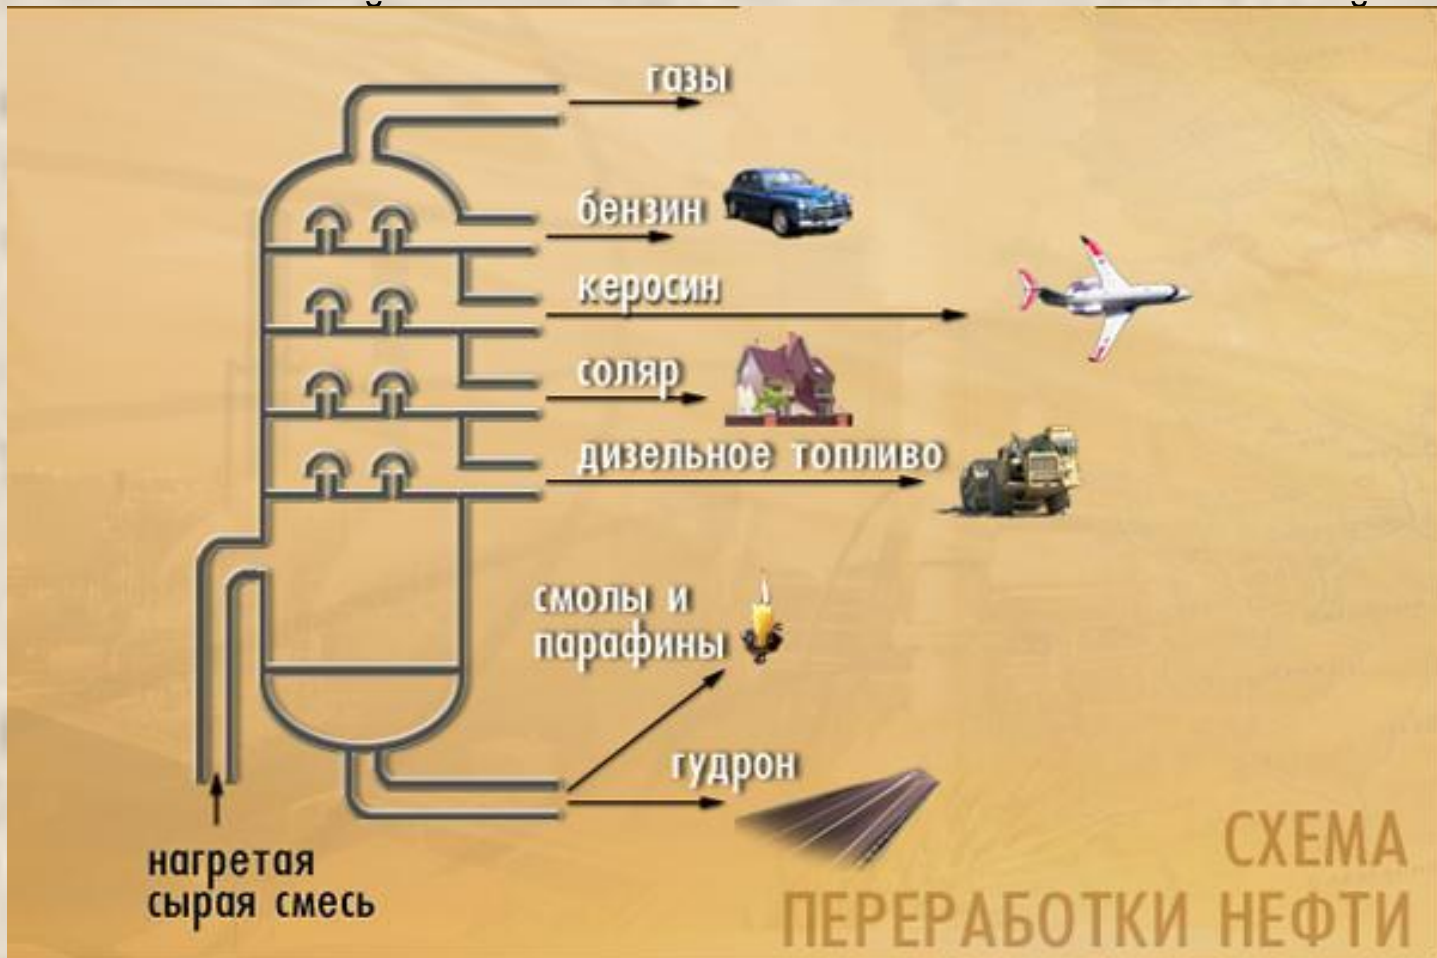 газы
бензин
керосин
соляр
дизельное топливо
смолы и
парафины
гудрон
нагретая
сырая смесь
СХЕМА
ПЕРЕРАБОТКИ НЕФТИ